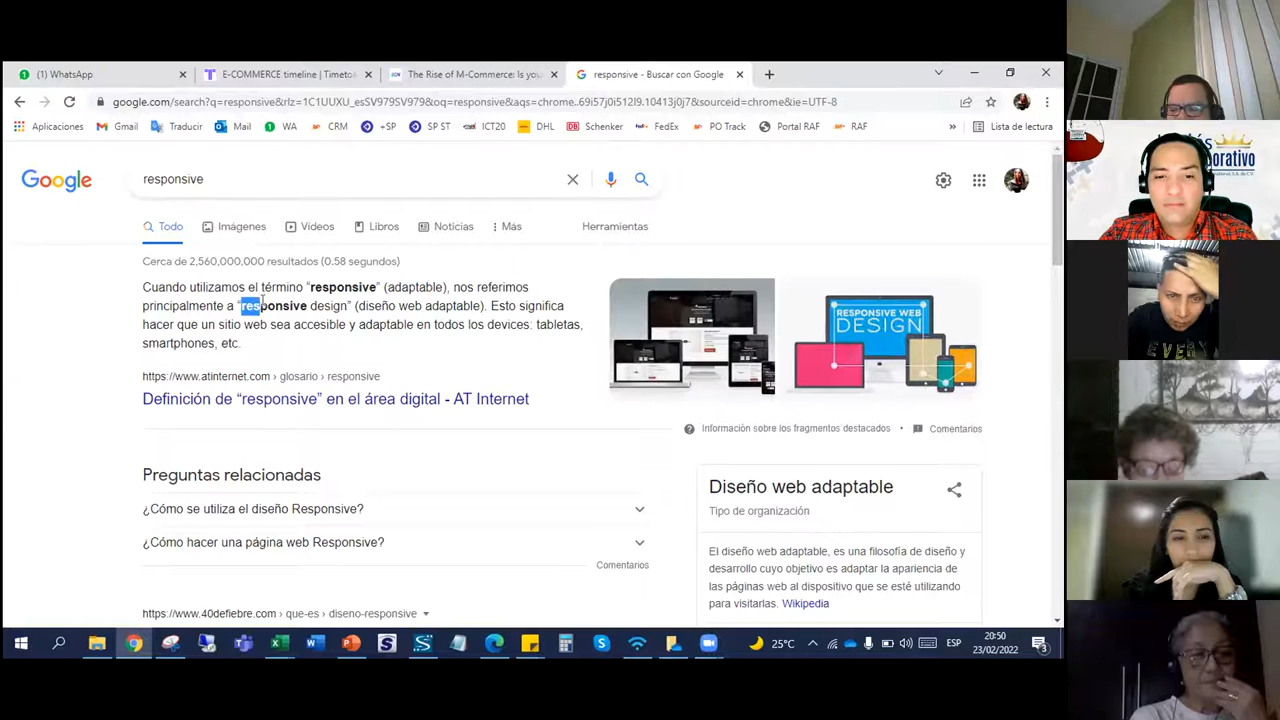 (1) WhatsApp
E-COMMERCE timeline | Timeto
The Rise of M-Commerce: Is you
responsive - Buscar con Google
google.com/search?q=responsive&rlz=1C1UUXU_esSV979SV979&oq=responsive&aqs=chrome..69i57j0i512l9.10413j0j7&sourceid=chrome&ie=UTF-8
Aplicaciones
Gmail
Traducir
Mail
WA
CRM
+SP
SP ST
ICT20
DHL
Schenker
FedEx
PO Track
Portal RAF
RAF
Lista de lectura
Google
responsive
Todo
Imágenes
Vídeos
Libros
Noticias
Más
Herramientas
Cerca de 2,560,000,000 resultados (0.58 segundos)
Cuando utilizamos el término “responsive” (adaptable), nos referimos
principalmente a “responsive design” (diseño web adaptable). Esto significa
hacer que un sitio web sea accesible y adaptable en todos los devices: tabletas,
smartphones, etc.
https://www.atinternet.com › glosario › responsive
Definición de “responsive” en el área digital - AT Internet
RESPONSIVE WEB
DESIGN
Información sobre los fragmentos destacados
Comentarios
Preguntas relacionadas
¿Cómo se utiliza el diseño Responsive?
¿Cómo hacer una página web Responsive?
Comentarios
https://www.40defiebre.com › que-es › diseno-responsive
Diseño web adaptable
Tipo de organización
El diseño web adaptable, es una filosofía de diseño y
desarrollo cuyo objetivo es adaptar la apariencia de
las páginas web al dispositivo que se esté utilizando
para visitarlas. Wikipedia
25°C
ESP
20:50
23/02/2022
3
EVERY